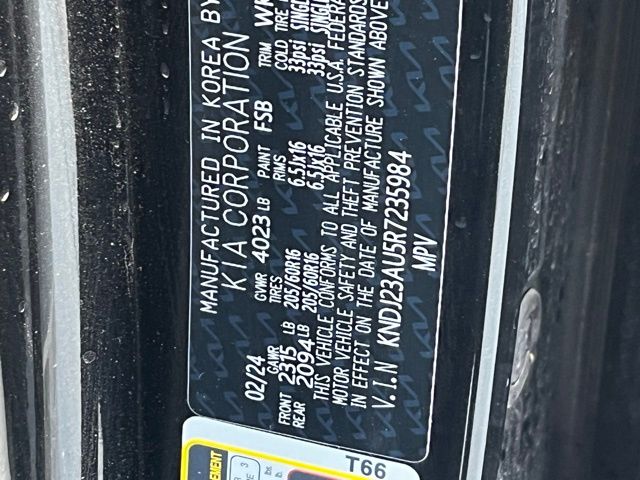 MANUFACTURED IN KOREA BY
KIA CORPORATION
02/24 GVWR 4023 LB PAINT FSB TRIM
GAWR TIRES RIMS COLD TIRE
FRONT 2315 LB 205/60R16 6.5Jx16 33psi
REAR 2094 LB 205/60R16 6.5Jx16 33psi
THIS VEHICLE CONFORMS TO ALL APPLICABLE U.S.A. FEDERA
MOTOR VEHICLE SAFETY AND THEFT PREVENTION STANDARDS
IN EFFECT ON THE DATE OF MANUFACTURE SHOWN ABOVE
V.I.N KNDJ23AU5R7235984
MPV
T66